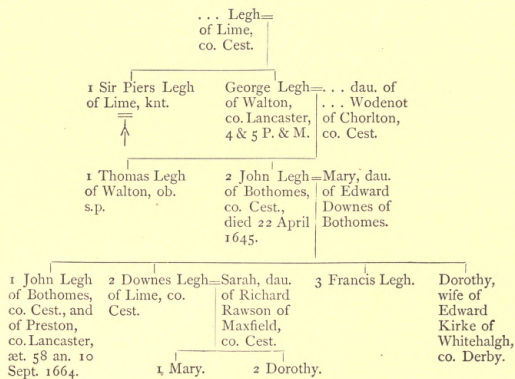 . . . Legh=
of Lime,
co. Cest.
1 Sir Piers Legh
of Lime, knt.
George Legh=
of Walton,
co. Lancaster,
4 & 5 P. & M.
. . . dau. of
. . . Wodenot
of Chorlton,
co. Cest.
1 Thomas Legh
of Walton, ob.
s.p.
2 John Legh=
of Bothomes,
co. Cest.,
died 22 April
1645.
Mary, dau.
of Edward
Downes of
Bothomes.
1 John Legh
of Bothomes,
co. Cest., and
of Preston,
co. Lancaster,
æt. 58 an. 10
Sept. 1664.
2 Downes Legh=
of Lime, co.
Cest.
Sarah, dau.
of Richard
Rawson of
Maxfield,
co. Cest.
3 Francis Legh.
Dorothy,
wife of
Edward
Kirke of
Whitehalgh,
co. Derby.
1, Mary.
2 Dorothy.